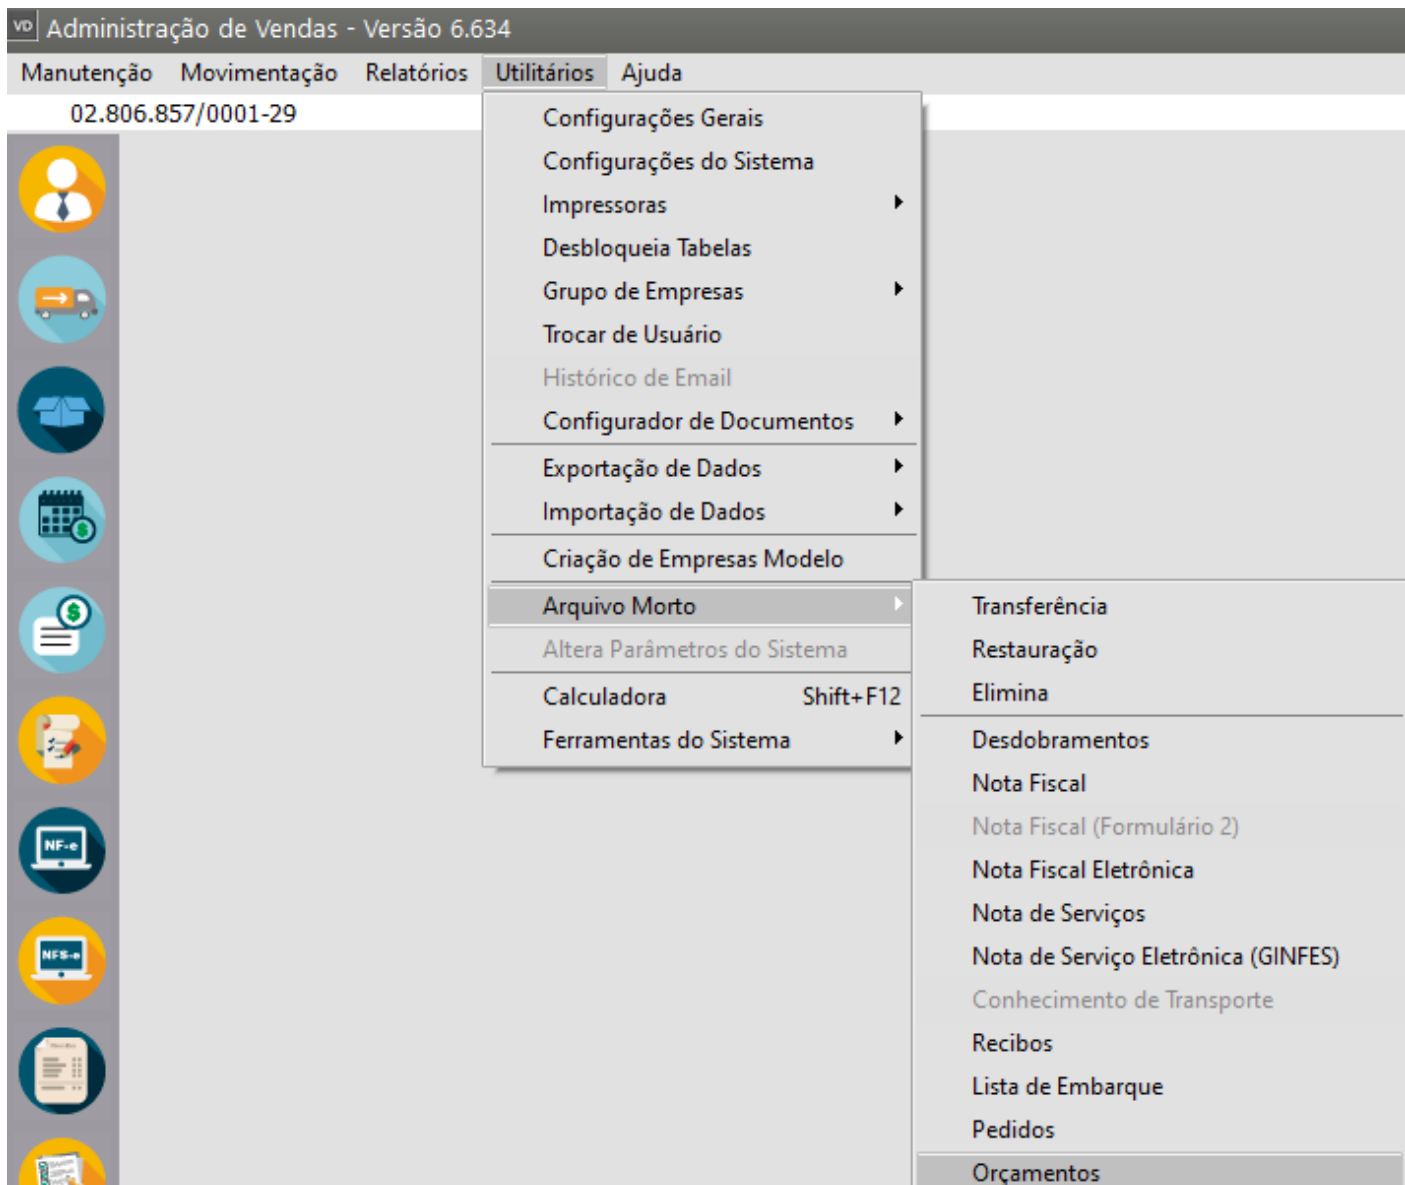 VD Administração de Vendas - Versão 6.634
Manutenção Movimentação Relatórios Utilitários Ajuda
02.806.857/0001-29
Configurações Gerais
Configurações do Sistema
Impressoras
Desbloqueia Tabelas
Grupo de Empresas
Trocar de Usuário
Histórico de Email
Configurador de Documentos
Exportação de Dados
Importação de Dados
Criação de Empresas Modelo
Arquivo Morto
Altera Parâmetros do Sistema
Calculadora Shift+F12
Ferramentas do Sistema
Transferência
Restauração
Elimina
Desdobramentos
Nota Fiscal
Nota Fiscal (Formulário 2)
Nota Fiscal Eletrônica
Nota de Serviços
Nota de Serviço Eletrônica (GINFES)
Conhecimento de Transporte
Recibos
Lista de Embarque
Pedidos
Orçamentos
$
$
NF-e
NFS-e